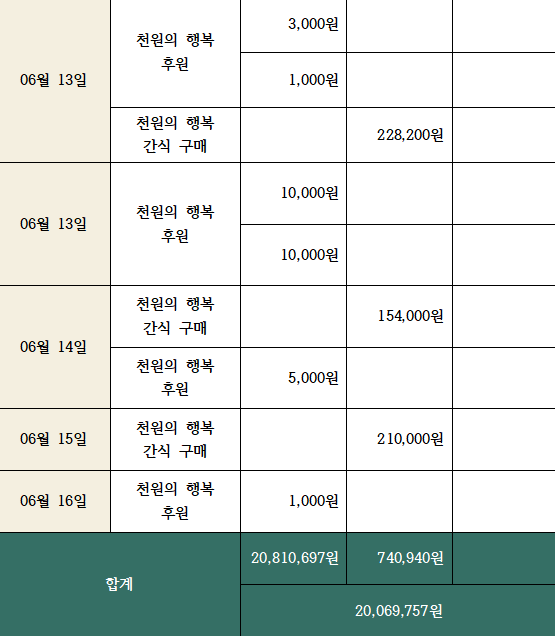 3,000원
천원의 행복
후원
06월 13일
1,000원
천원의 행복
간식 구매
228,200원
10,000원
천원의 행복
후원
06월 13일
10,000원
천원의 행복
간식 구매
154,000원
06월 14일
천원의 행복
후원
5,000원
06월 15일
천원의 행복
간식 구매
210,000원
06월 16일
천원의 행복
후원
1,000원
합계
20,810,697원 740,940원
20,069,757원